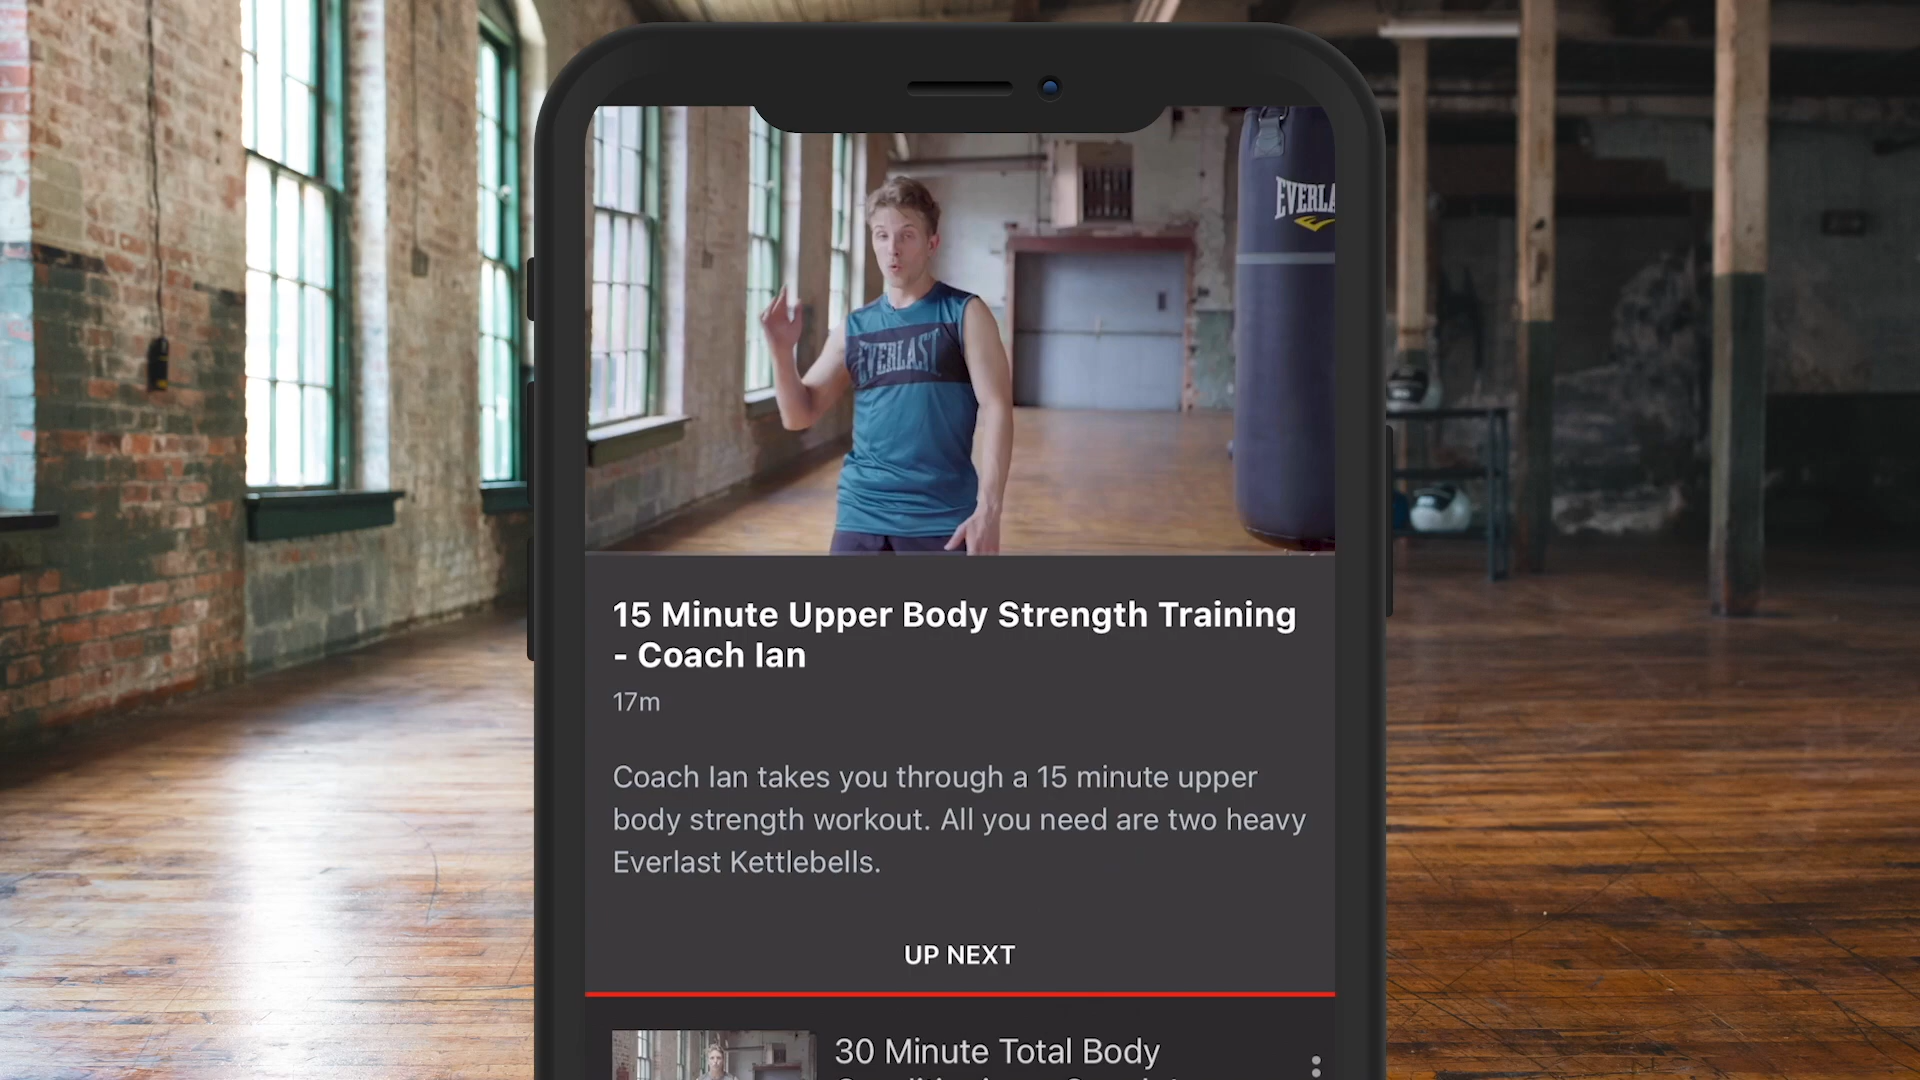 EVERLAST
15 Minute Upper Body Strength Training
- Coach Ian
17m
Coach Ian takes you through a 15 minute upper
body strength workout. All you need are two heavy
Everlast Kettlebells.
UP NEXT
30 Minute Total Body